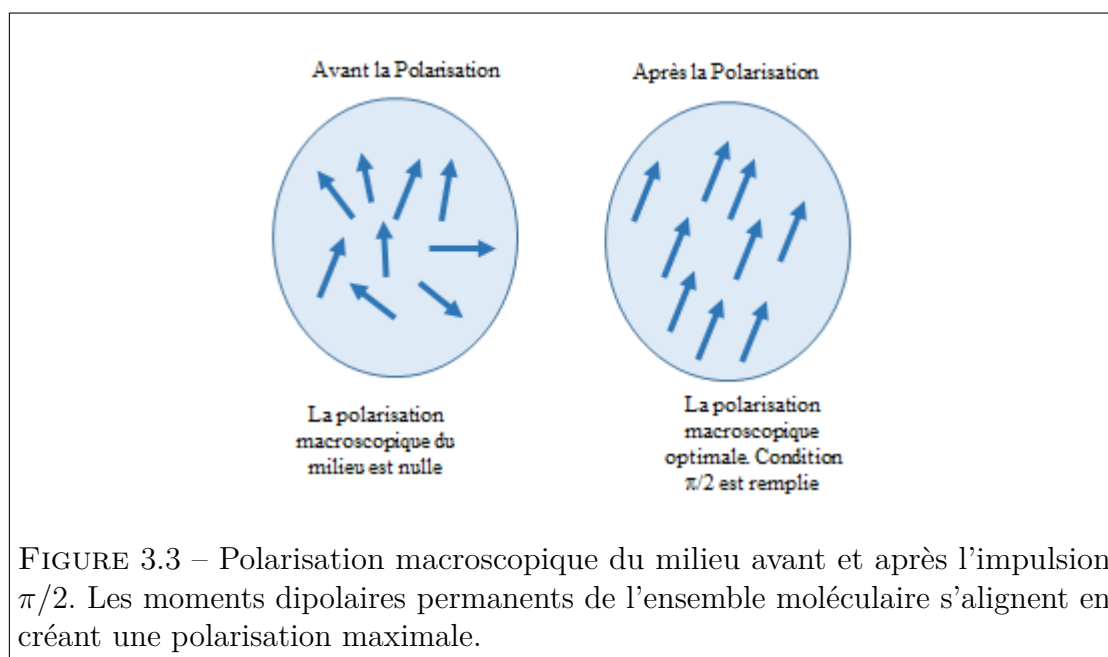 Avant la Polarisation
Après la Polarisation
La polarisation
macroscopique du
milieu est nulle
La polarisation
macroscopique
optimale. Condition
π/2 est remplie
FIGURE 3.3 – Polarisation macroscopique du milieu avant et après l'impulsion
π/2. Les moments dipolaires permanents de l'ensemble moléculaire s'alignent en
créant une polarisation maximale.